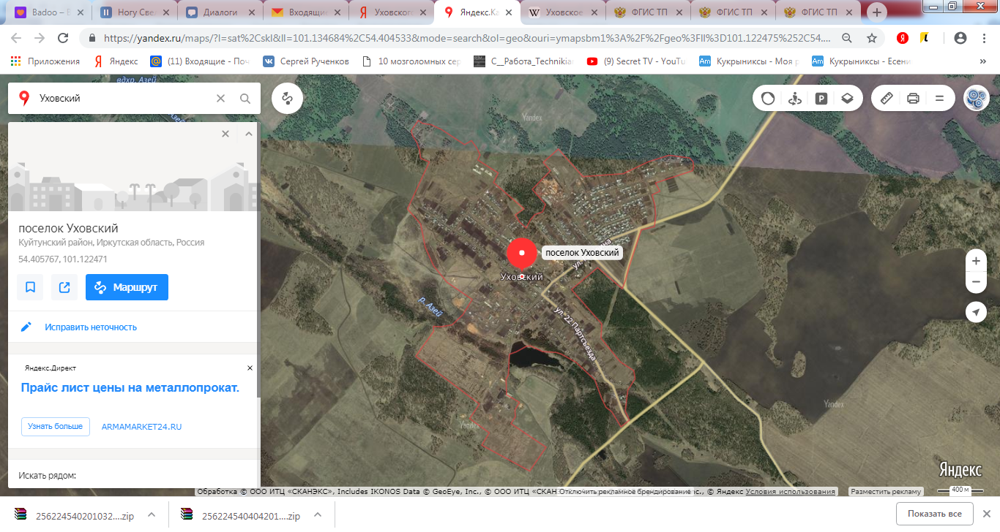 Badoo – Е
Ногу Све
Диалоги
Входящие
Уховского
Яндекс.Ка
Уховское
ФГИС ТП
ФГИС ТП
ФГИС ТП
https://yandex.ru/maps/?l=sat%2Cskl&ll=101.134684%2C54.404533&mode=search&ol=geo&ouri=ymapsbm1%3A%2F%2Fgeo%3Fll%3D101.122475%252C54....
Приложения
Яндекс
(11) Входящие - Поч
Сергей Рученков
10 мозголомных сер
C__Работа_Technikian
(9) Secret TV - YouTu
Кукрыниксы - Моя р
Кукрыниксы - Есени
»
вдхр. Азей
Уховский
Азей
Yandex
поселок Уховский
Куйтунский район, Иркутская область, Россия
54.405767, 101.122471
Маршрут
Исправить неточность
Яндекс.Директ
Прайс лист цены на металлопрокат.
Узнать больше
ARMAMARKET24.RU
Искать рядом:
поселок Уховский
Уховский
р. Азей
ул. 22 Партсъезда
Yandex
Yandex
Яндекс
400 м
Обработка © ООО ИТЦ «СКАНЭКС», Includes IKONOS Data © GeoEye, Inc., © ООО ИТЦ «СКАН
Отключить рекламное брендирование
с., © Яндекс Условия использования
Разместить рекламу
256224540201032....zip
256224540404201....zip
Показать все